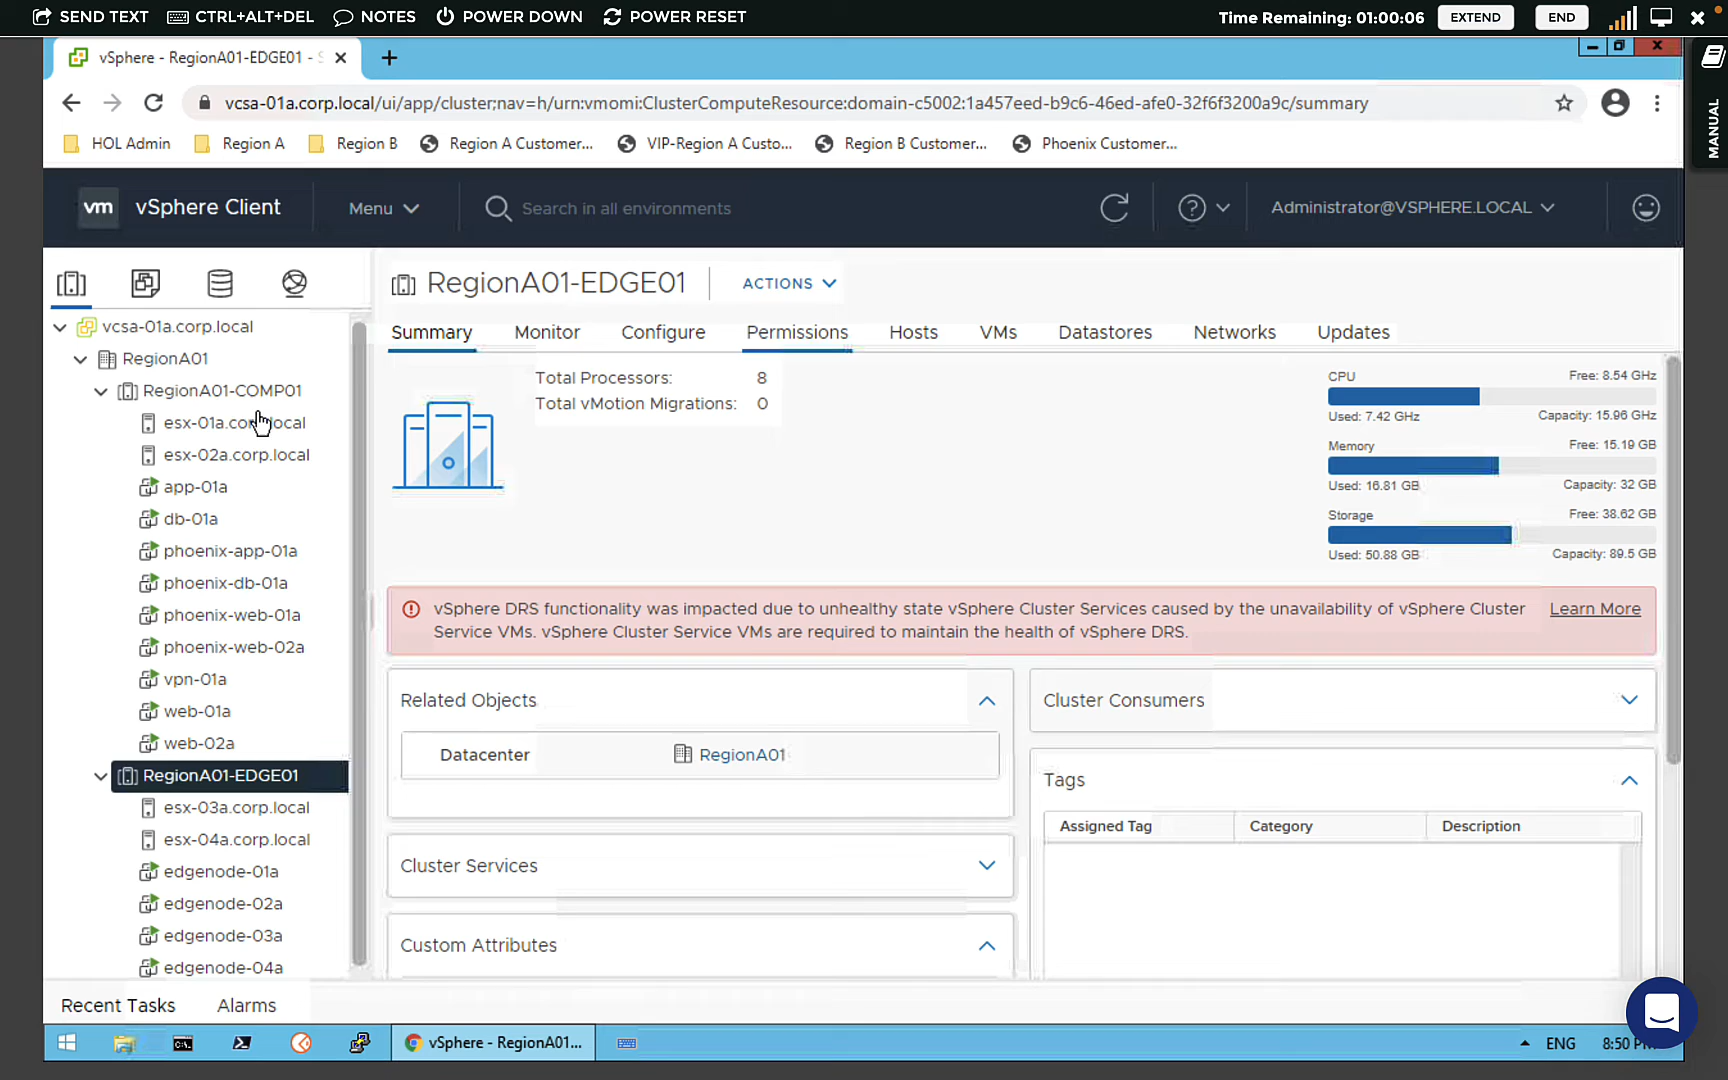 SEND TEXT CTRL+ALT+DEL NOTES POWER DOWN POWER RESET Time Remaining: 01:00:06 EXTEND END
vSphere - RegionA01-EDGE01 -
vcsa-01a.corp.local/ui/app/cluster;nav=h/urn:vmomi:ClusterComputeResource:domain-c5002:1a457eed-b9c6-46ed-afe0-32f6f3200a9c/summary
HOL Admin Region A Region B Region A Customer... VIP-Region A Custo... Region B Customer... Phoenix Customer...
MANUAL
vm vSphere Client Menu Search in all environments Administrator@VSPHERE.LOCAL
vcsa-01a.corp.local
RegionA01
RegionA01-COMP01
esx-01a.corp.local
esx-02a.corp.local
app-01a
db-01a
phoenix-app-01a
phoenix-db-01a
phoenix-web-01a
phoenix-web-02a
vpn-01a
web-01a
web-02a
RegionA01-EDGE01
esx-03a.corp.local
esx-04a.corp.local
edgenode-01a
edgenode-02a
edgenode-03a
edgenode-04a
RegionA01-EDGE01 ACTIONS
Summary Monitor Configure Permissions Hosts VMs Datastores Networks Updates
Total Processors: 8
Total vMotion Migrations: 0
CPU Free: 8.54 GHz
Used: 7.42 GHz Capacity: 15.96 GHz
Memory Free: 15.19 GB
Used: 16.81 GB Capacity: 32 GB
Storage Free: 38.62 GB
Used: 50.88 GB Capacity: 89.5 GB
vSphere DRS functionality was impacted due to unhealthy state vSphere Cluster Services caused by the unavailability of vSphere Cluster Learn More
Service VMs. vSphere Cluster Service VMs are required to maintain the health of vSphere DRS.
Related Objects
Datacenter RegionA01
Cluster Services
Custom Attributes
Cluster Consumers
Tags
Assigned Tag Category Description
Recent Tasks Alarms
vSphere - RegionA01... ENG 8:50